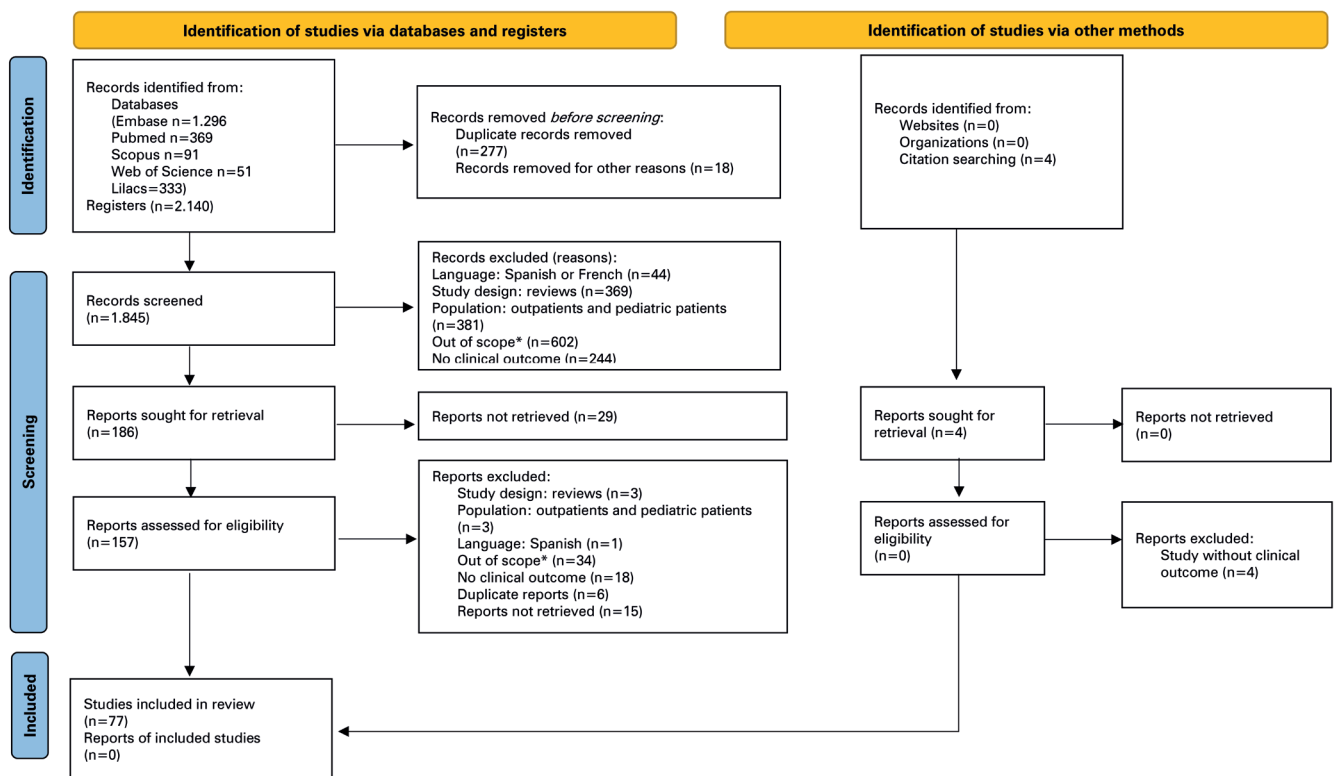 Identification of studies via databases and registers
Identification of studies via other methods
Identification
Records identified from:
Databases
(Embase n=1.296
Pubmed n=369
Scopus n=91
Web of Science n=51
Lilacs=333)
Registers (n=2.140)
Records removed before screening:
Duplicate records removed
(n=277)
Records removed for other reasons (n=18)
Records identified from:
Websites (n=0)
Organizations (n=0)
Citation searching (n=4)
Screening
Records screened
(n=1.845)
Records excluded (reasons):
Language: Spanish or French (n=44)
Study design: reviews (n=369)
Population: outpatients and pediatric patients
(n=381)
Out of scope* (n=602)
No clinical outcome (n=244)
Reports sought for retrieval
(n=186)
Reports not retrieved (n=29)
Reports sought for
retrieval (n=4)
Reports not retrieved
(n=0)
Reports assessed for eligibility
(n=157)
Reports excluded:
Study design: reviews (n=3)
Population: outpatients and pediatric patients
(n=3)
Language: Spanish (n=1)
Out of scope* (n=34)
No clinical outcome (n=18)
Duplicate reports (n=6)
Reports not retrieved (n=15)
Reports assessed for
eligibility
(n=0)
Reports excluded:
Study without clinical
outcome (n=4)
Included
Studies included in review
(n=77)
Reports of included studies
(n=0)